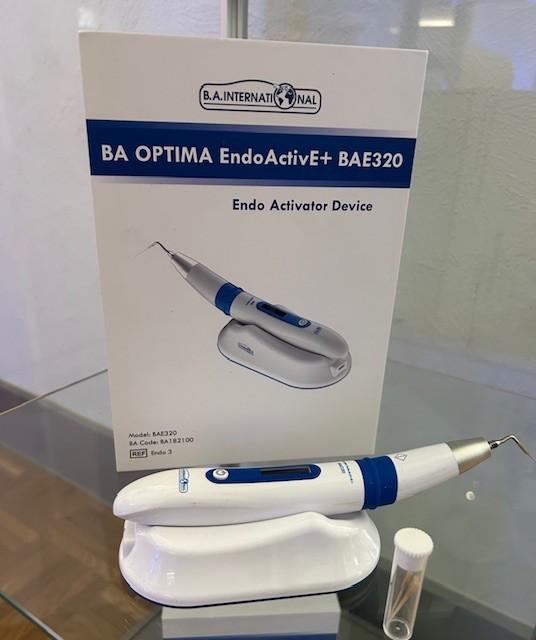 B.A.INTERNATIONAL
BA OPTIMA EndoActivE+ BAE320
Endo Activator Device
Model: BAE320
BA Code: BA182100
REF Endo 3